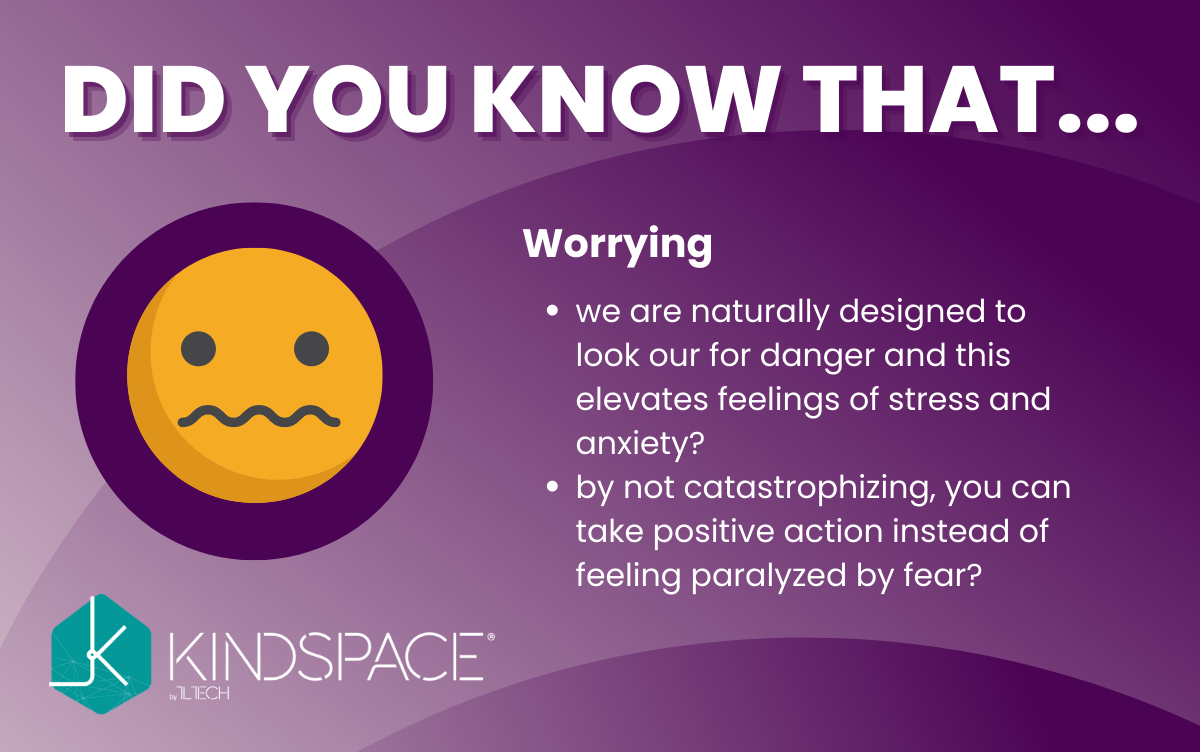 DID YOU KNOW THAT...
Worrying
• we are naturally designed to
look our for danger and this
elevates feelings of stress and
anxiety?
• by not catastrophizing, you can
take positive action instead of
feeling paralyzed by fear?
KINDSPACE®
by TLTECH